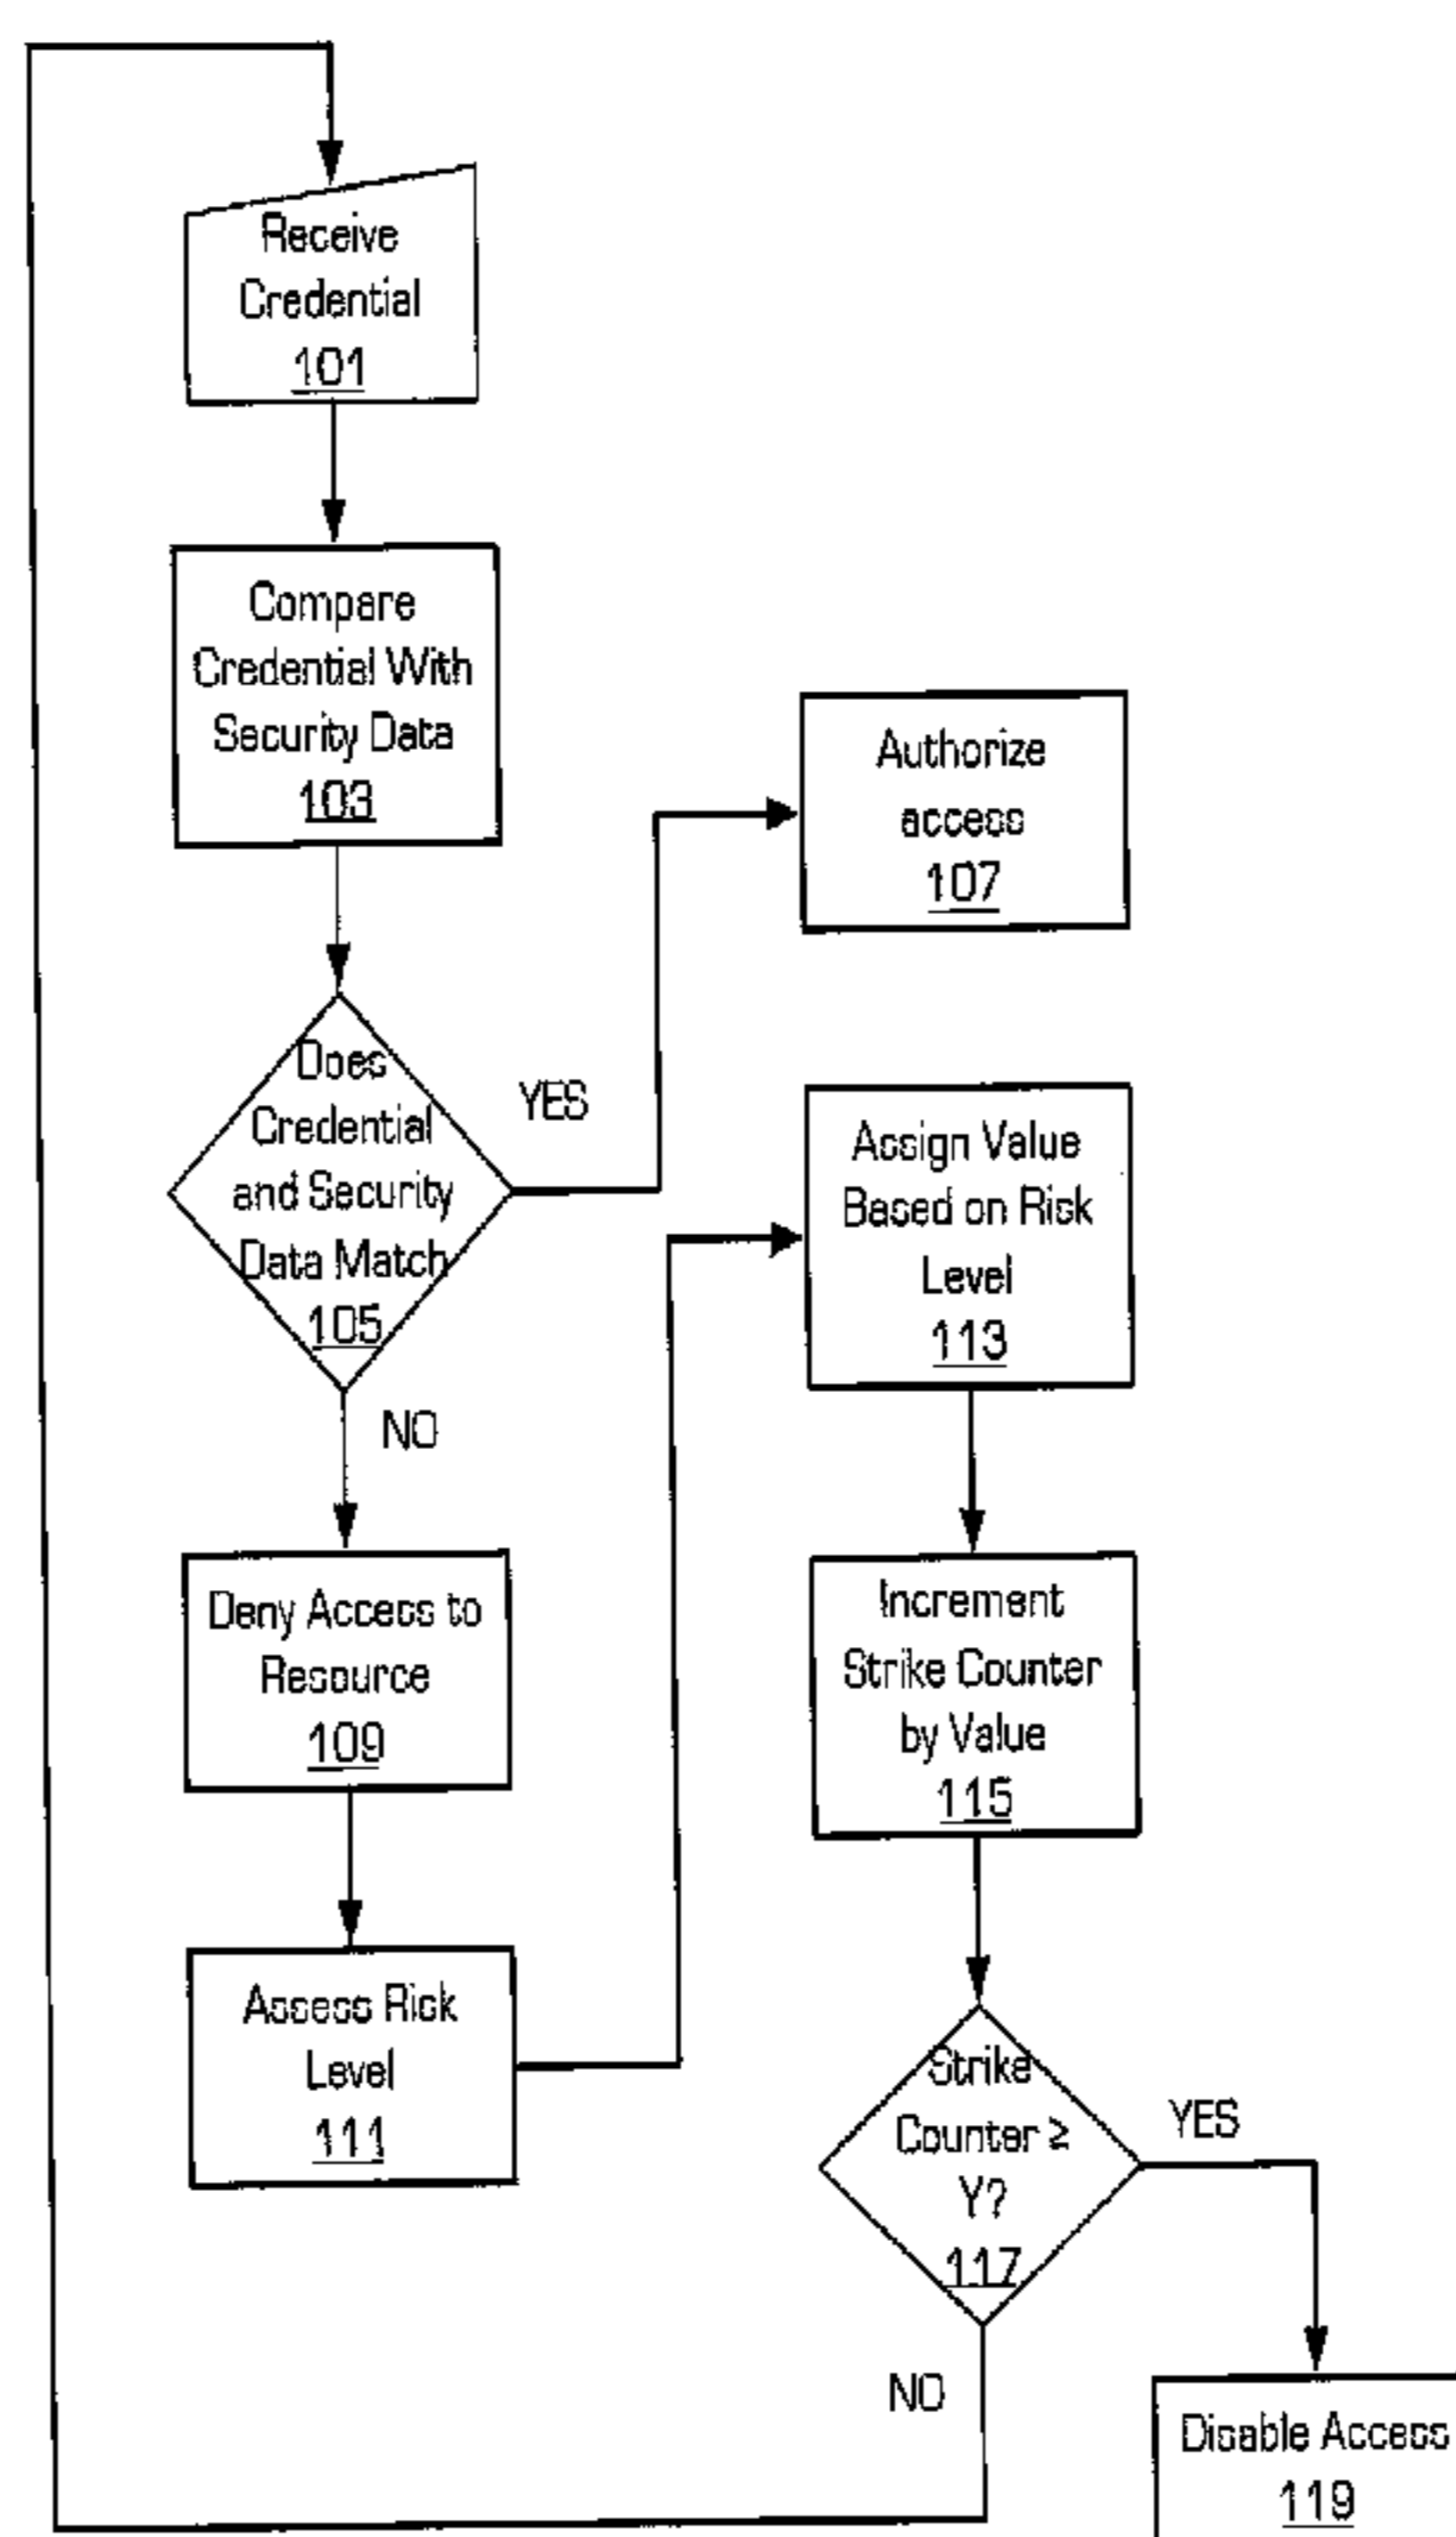 Receive
Credential
101
Compare
Credential With
Security Data
103
Does
Credential
and Security
Data Match
105
YES
NO
Authorize
access
107
Deny Access to
Resource
109
Assess Risk
Level
111
Assign Value
Based on Risk
Level
113
Increment
Strike Counter
by Value
115
Strike
Counter ≥
Y?
117
YES
NO
Disable Access
119